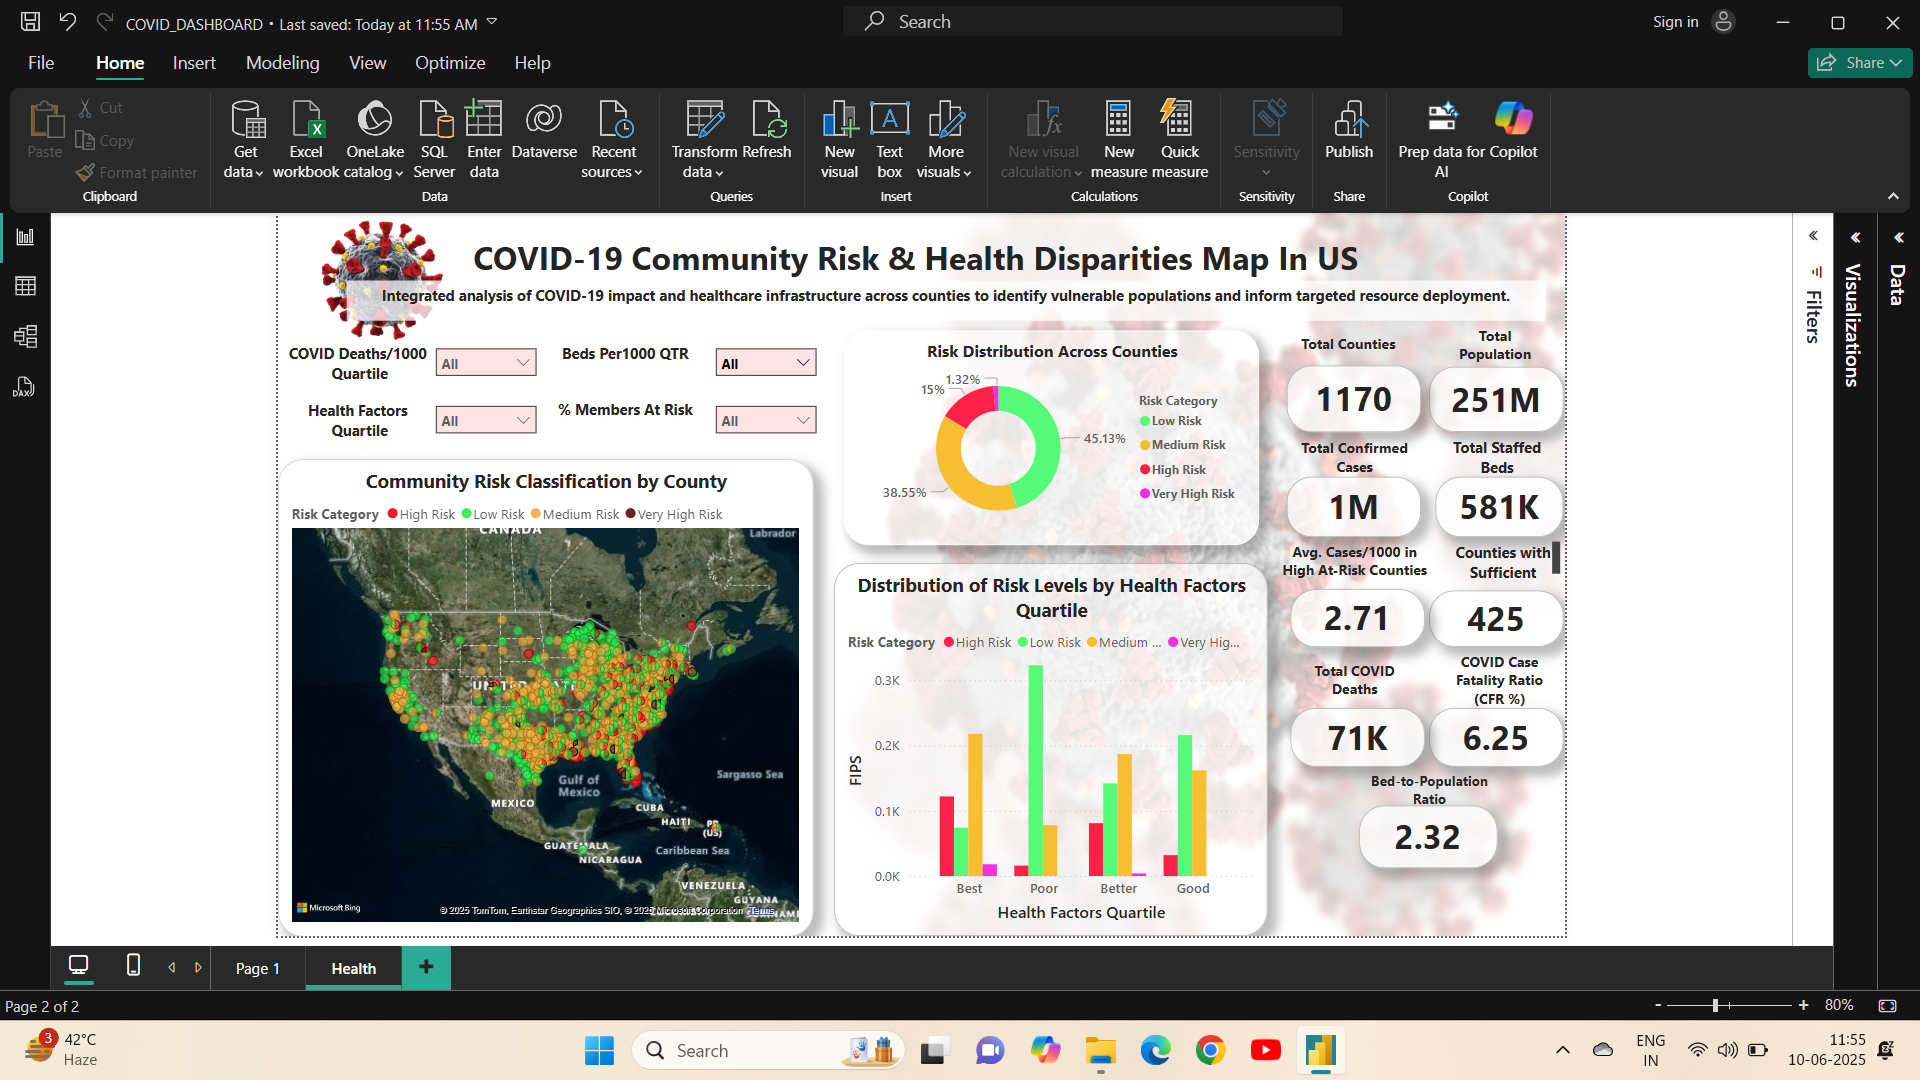 COVID_DASHBOARD • Last saved: Today at 11:55 AM
Search
Sign in
File Home Insert Modeling View Optimize Help
Share
Paste
Cut
Copy
Format painter
Clipboard
Get data
Excel workbook
OneLake catalog
SQL Server
Enter data
Dataverse
Recent sources
Data
Transform data
Refresh
Queries
New visual
Text box
More visuals
Insert
New visual calculation
New measure
Quick measure
Calculations
Sensitivity
Sensitivity
Publish
Share
Prep data for AI
Copilot
Copilot
COVID-19 Community Risk & Health Disparities Map In US
Integrated analysis of COVID-19 impact and healthcare infrastructure across counties to identify vulnerable populations and inform targeted resource deployment.
COVID Deaths/1000 Quartile
All
Beds Per1000 QTR
All
Health Factors Quartile
All
% Members At Risk
All
Community Risk Classification by County
Risk Category High Risk Low Risk Medium Risk Very High Risk
CANADA
Labrador
Gulf of Mexico
Sargasso Sea
MEXICO
CUBA
HAITI
PR (US)
GUATEMALA
Caribbean Sea
NICARAGUA
VENEZUELA
GUYANA
Microsoft Bing
© 2025 TomTom, Earthstar Geographics SIO, © 2025 Microsoft Corporation Terms
Risk Distribution Across Counties
1.32%
15%
45.13%
38.55%
Risk Category
Low Risk
Medium Risk
High Risk
Very High Risk
Distribution of Risk Levels by Health Factors Quartile
Risk Category High Risk Low Risk Medium ... Very Hig...
0.3K
0.2K
0.1K
0.0K
FIPS
Best Poor Better Good
Health Factors Quartile
Total Counties
1170
Total Population
251M
Total Confirmed Cases
1M
Total Staffed Beds
581K
Avg. Cases/1000 in High At-Risk Counties
2.71
Counties with Sufficient
425
Total COVID Deaths
71K
COVID Case Fatality Ratio (CFR %)
6.25
Bed-to-Population Ratio
2.32
Filters
Visualizations
Data
Page 1 Health +
Page 2 of 2
- + 80%
3
42°C
Haze
Search
ENG
IN
11:55
10-06-2025